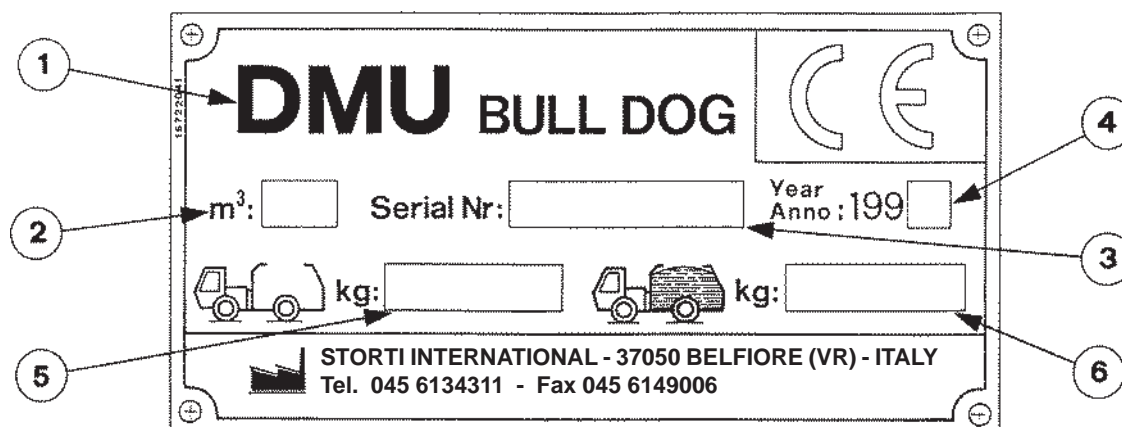 1
DMU BULL DOG
CE
4
15722041
2
m³:
Serial Nr:
Year
Anno : 199
3
kg:
kg:
5
STORTI INTERNATIONAL - 37050 BELFIORE (VR) - ITALY
Tel. 045 6134311 - Fax 045 6149006
6